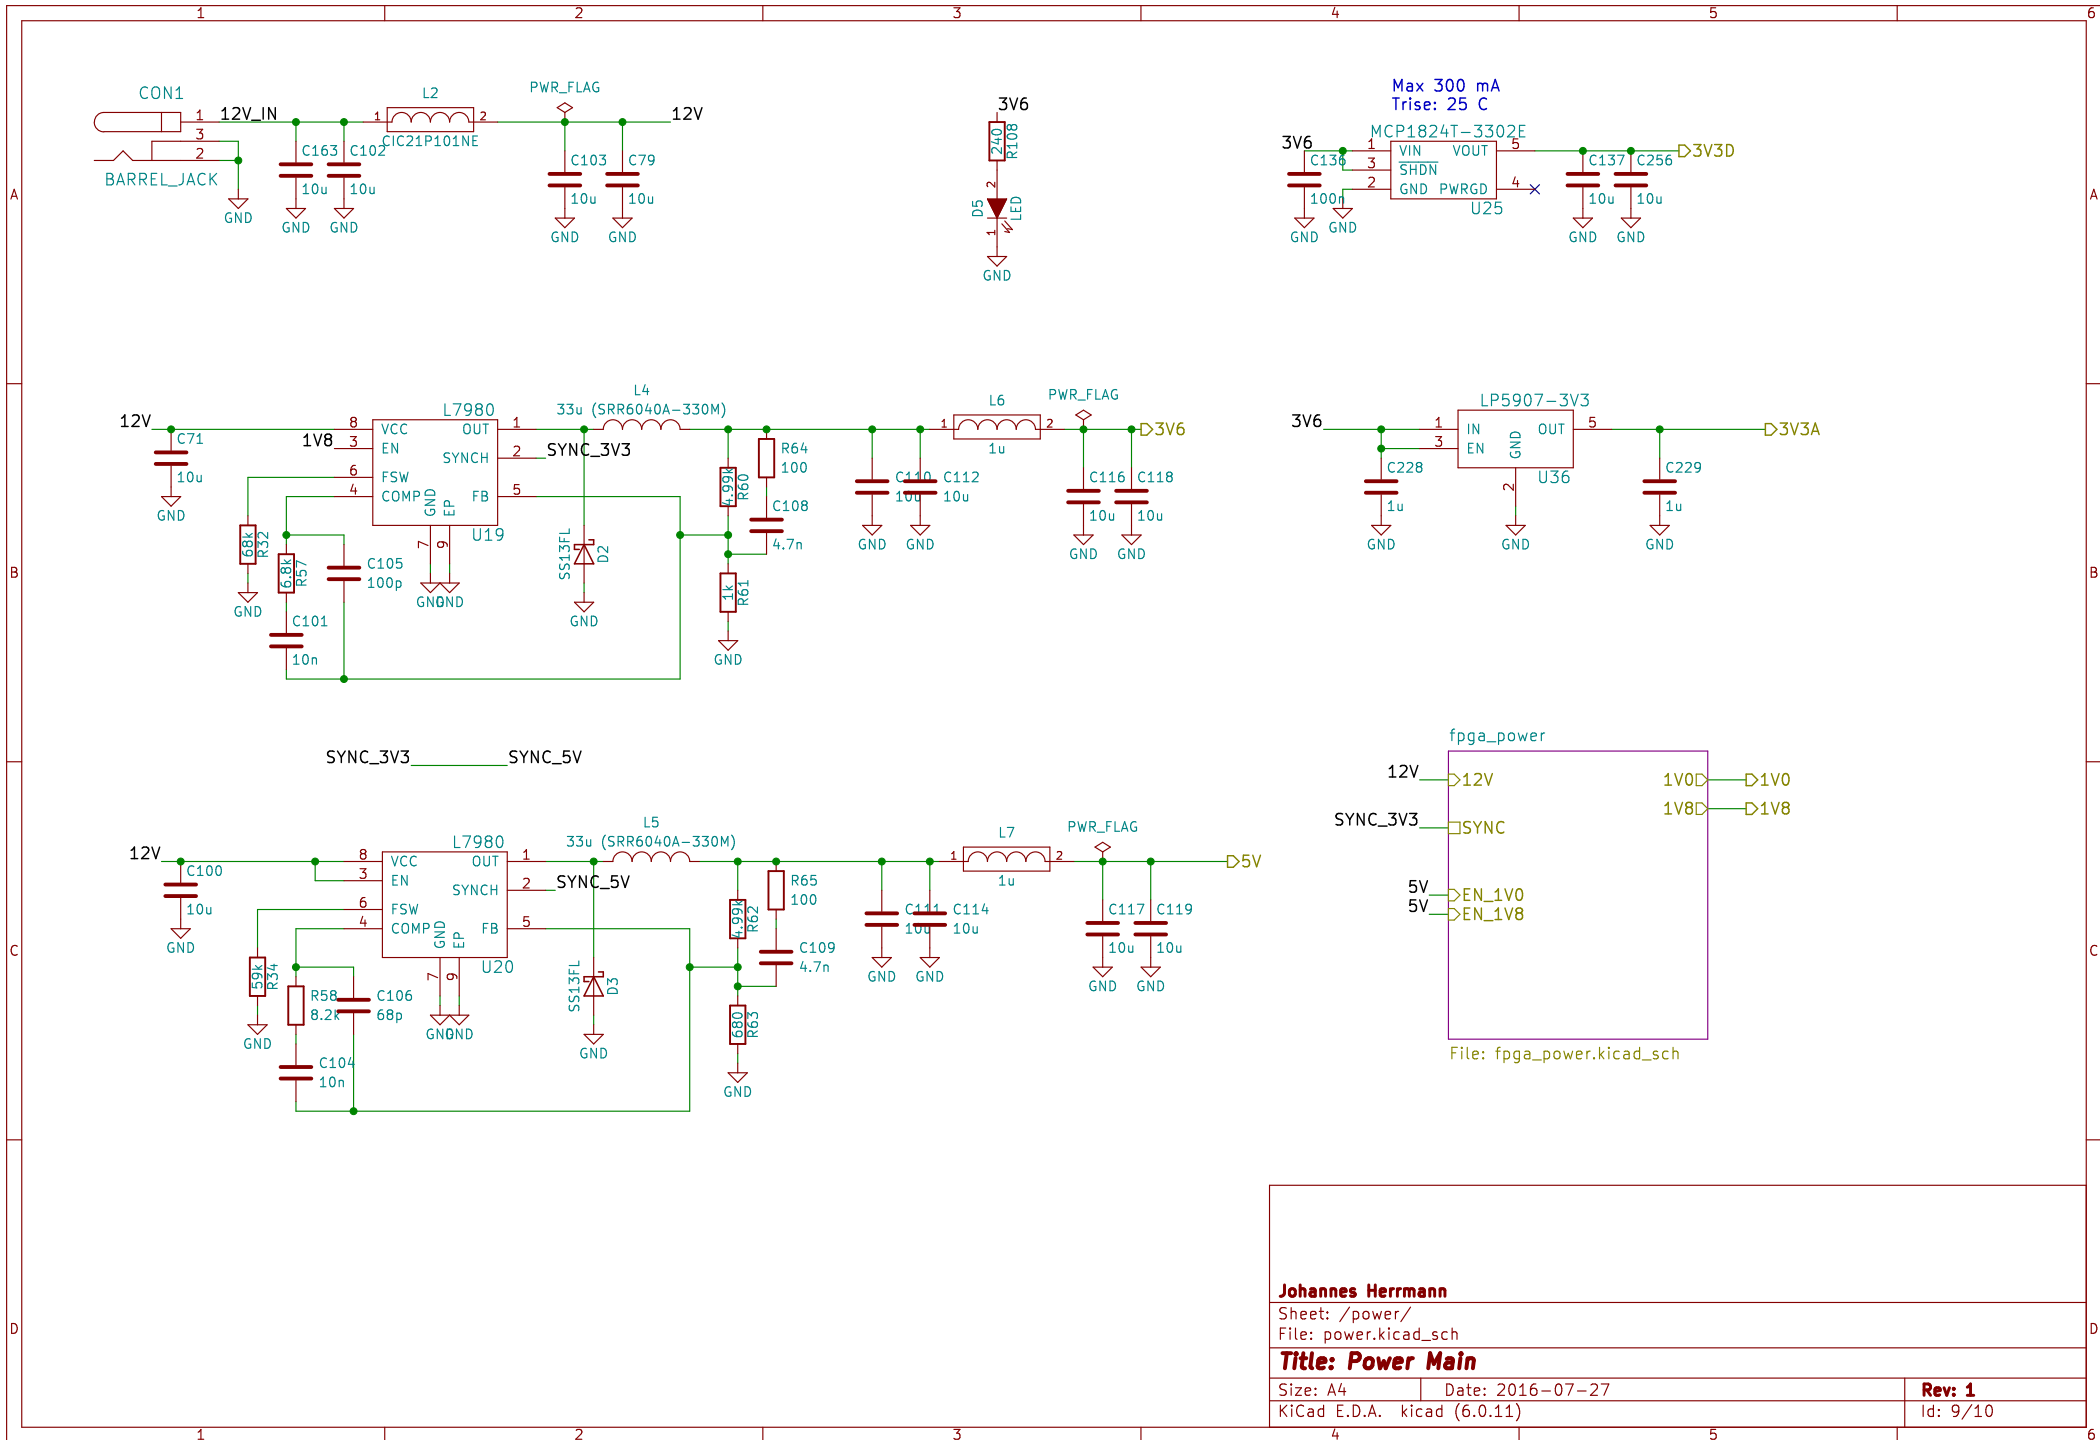 1 2 3 4 5 6
A
B
C
D
CON1
BARREL_JACK
1
3
2
12V_IN
GND
C163
10u
GND
C102
10u
GND
L2
1 2
CIC21P101NE
PWR_FLAG
12V
C103
10u
GND
C79
10u
GND
3V6
240
R108
2
D5
LED
1
GND
Max 300 mA
Trise: 25 C
MCP1824T-3302E
3V6
C136
100n
GND
1 VIN VOUT 5
3 SHDN
2 GND PWRGD 4
U25
GND
3V3D
C137
10u
GND
C256
10u
GND
12V
C71
10u
GND
1V8
L7980
8 VCC OUT 1
3 EN
SYNCH 2
6 FSW
4 COMP FB 5
GND
EP
7
9
U19
GND
GND
SYNC_3V3
68k
R32
GND
6.8k
R57
C105
100p
C101
10n
L4
33u (SRR6040A-330M)
SS13FL
D2
GND
4.99k
R60
R64
100
C108
4.7n
1k
R61
GND
C110
10u
GND
C112
10u
GND
L6
1 2
1u
PWR_FLAG
3V6
C116
10u
GND
C118
10u
GND
3V6
LP5907-3V3
1 IN OUT 5
3 EN
GND
2
U36
GND
C228
1u
GND
C229
1u
GND
3V3A
SYNC_3V3 SYNC_5V
12V
C100
10u
GND
L7980
8 VCC OUT 1
3 EN
SYNCH 2
6 FSW
4 COMP FB 5
GND
EP
7
9
U20
GND
GND
SYNC_5V
59k
R34
GND
R58
8.2k
C106
68p
C104
10n
L5
33u (SRR6040A-330M)
SS13FL
D3
GND
4.99k
R62
R65
100
C109
4.7n
680
R63
GND
C111
10u
GND
C114
10u
GND
L7
1 2
1u
PWR_FLAG
5V
C117
10u
GND
C119
10u
GND
fpga_power
12V 12V
SYNC_3V3 SYNC
5V EN_1V0
5V EN_1V8
1V0 1V0
1V8 1V8
File: fpga_power.kicad_sch
Johannes Herrmann
Sheet: /power/
File: power.kicad_sch
Title: Power Main
Size: A4 Date: 2016-07-27 Rev: 1
KiCad E.D.A. kicad (6.0.11) Id: 9/10
A
B
C
D
1 2 3 4 5 6